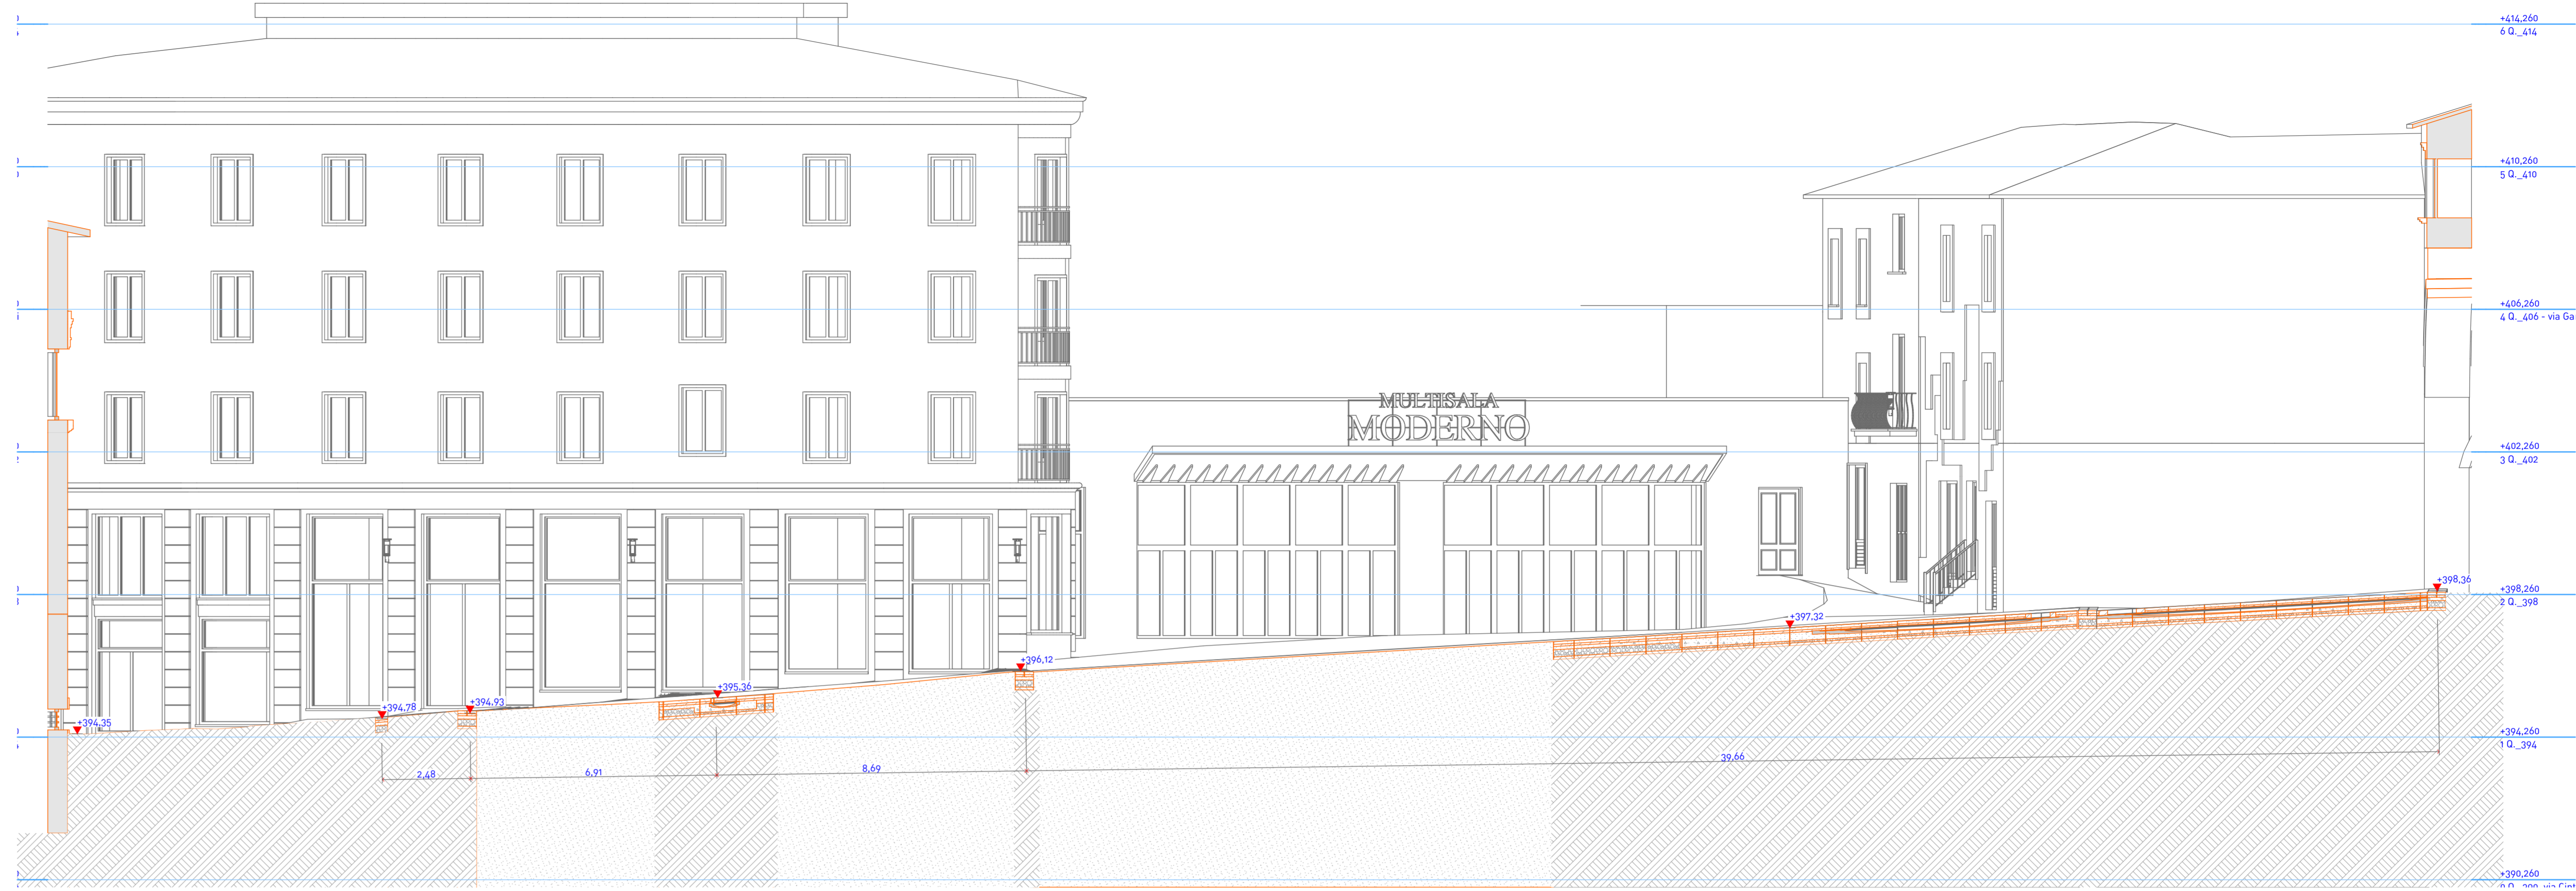 +414,260
6 Q._414
+410,260
5 Q._410
+406,260
4 Q._406 - via Ga
MULTISALA
MODERNO
+402,260
3 Q._402
+398,36
+398,260
2 Q._398
+397,32
+396,12
+395,36
+394,93
+394,78
+394,35
+394,260
1 Q._394
39,66
8,69
6,91
2,48
+390,260